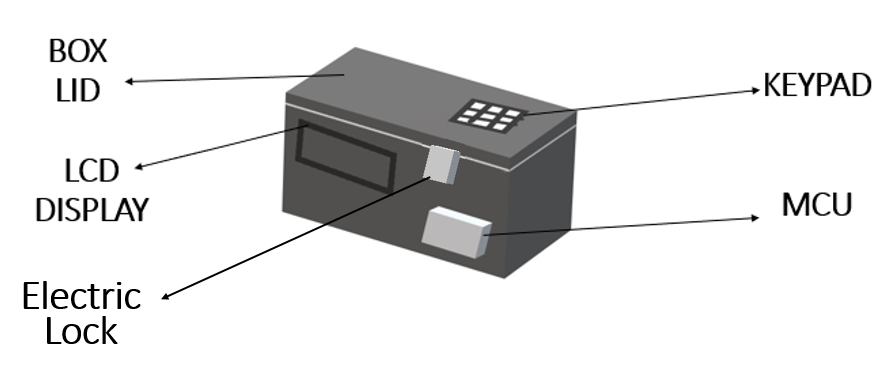 BOX
LID
KEYPAD
LCD
DISPLAY
MCU
Electric
Lock